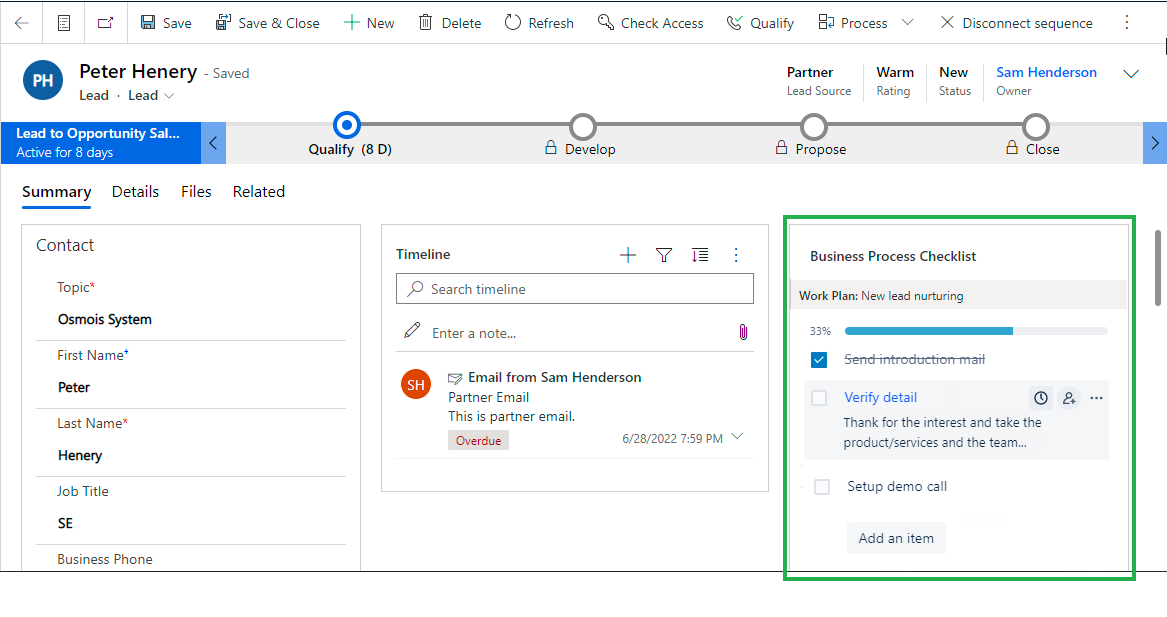 Save
Save & Close
New
Delete
Refresh
Check Access
Qualify
Process
Disconnect sequence
PH
Peter Henery - Saved
Lead · Lead
Partner
Lead Source
Warm
Rating
New
Status
Sam Henderson
Owner
Lead to Opportunity Sal...
Active for 8 days
Qualify (8 D)
Develop
Propose
Close
Summary
Details
Files
Related
Contact
Topic*
Osmois System
First Name+
Peter
Last Name*
Henery
Job Title
SE
Business Phone
Timeline
Search timeline
Enter a note...
SH
Email from Sam Henderson
Partner Email
This is partner email.
Overdue
6/28/2022 7:59 PM
Business Process Checklist
Work Plan: New lead nurturing
33%
Send introduction mail
Verify detail
Thank for the interest and take the
product/services and the team...
Setup demo call
Add an item